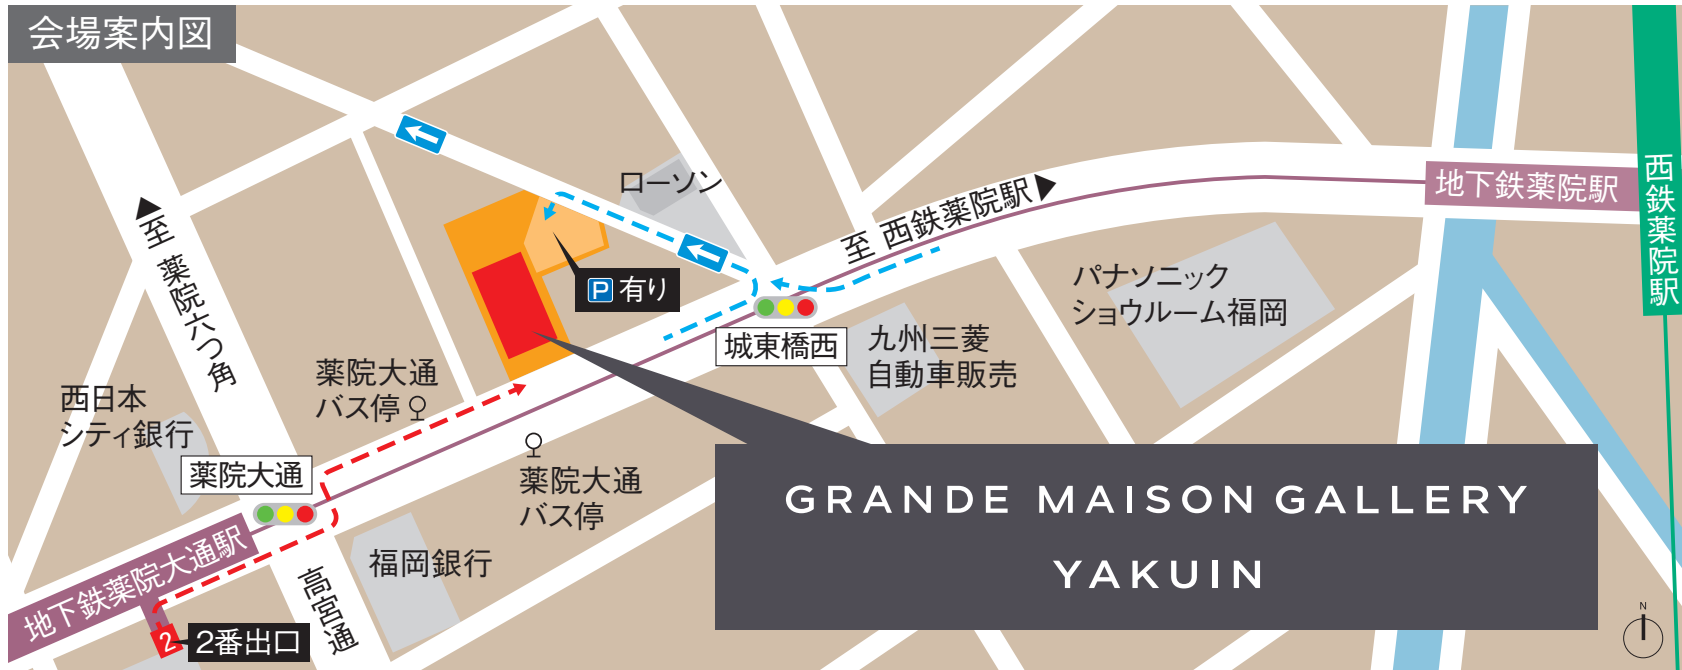 会場案内図
ローソン
至 西鉄薬院駅▶
地下鉄薬院駅
西鉄薬院駅
▲至 薬院六つ角
P 有り
パナソニック
ショウルーム福岡
城東橋西
九州三菱
自動車販売
薬院大通
バス停
西日本
シティ銀行
薬院大通
薬院大通
バス停
GRANDE MAISON GALLERY
YAKUIN
福岡銀行
地下鉄薬院大通駅
高宮通
2
2番出口
N